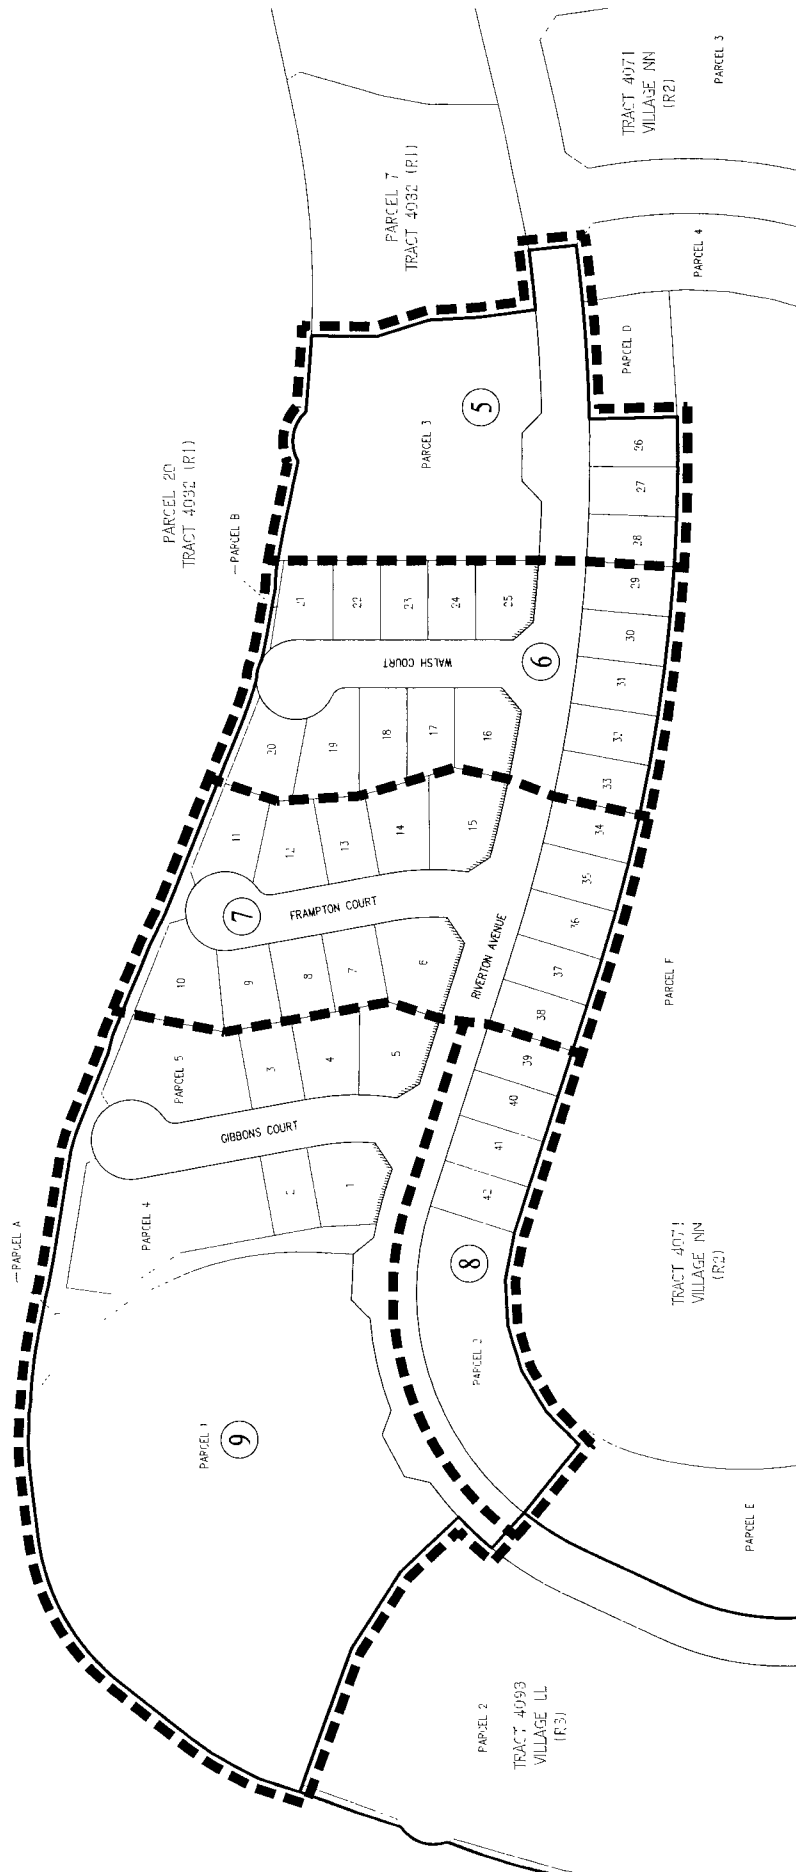 TRACT 4071
VILLAGE NN
(R2)
PARCEL 3
PARCEL 7
TRACT 4032 (R1)
PARCEL 4
PARCEL D
PARCEL 20
TRACT 4032 (R1)
PARCEL B
PARCEL 3
5
26
27
28
21
22
23
24
25
29
WALSH COURT
6
30
31
20
19
18
17
16
32
33
11
12
13
14
15
34
35
7
FRAMPTON COURT
36
10
9
8
7
6
RIVERTON AVENUE
37
38
PARCEL F
PARCEL 5
3
4
5
39
40
GIBBONS COURT
41
42
2
1
PARCEL A
PARCEL 4
8
TRACT 4071
VILLAGE NN
(R2)
PARCEL 1
9
PARCEL E
PARCEL 2
TRACT 4098
VILLAGE LL